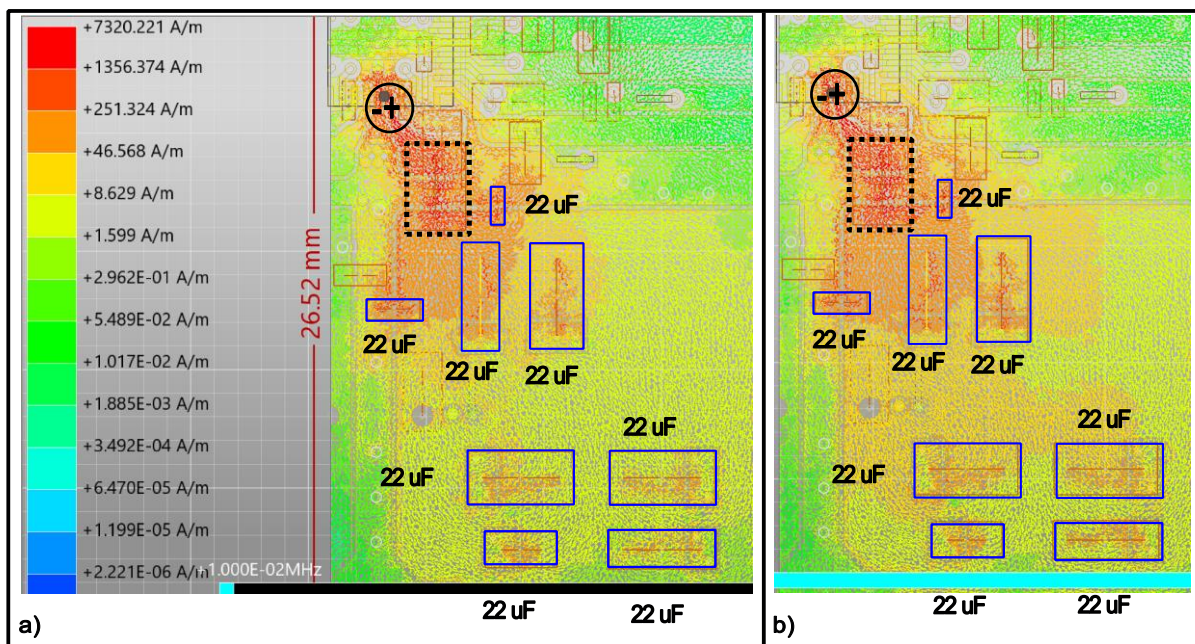 +7320.221 A/m
+1356.374 A/m
+251.324 A/m
+46.568 A/m
+8.629 A/m
+1.599 A/m
+2.962E-01 A/m
+5.489E-02 A/m
+1.017E-02 A/m
+1.885E-03 A/m
+3.492E-04 A/m
+6.470E-05 A/m
+1.199E-05 A/m
+2.221E-06 A/m
+1.000E-02MHz
26.52 mm
-+
22 uF
22 uF
22 uF
22 uF
22 uF
22 uF
22 uF
22 uF
a)
-+
22 uF
22 uF
22 uF
22 uF
22 uF
22 uF
22 uF
22 uF
b)